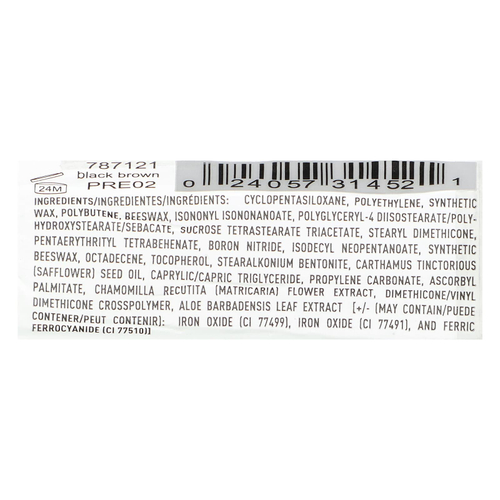 787121
black brown
PRE02
24M
0 24057 31452 1
INGREDIENTS/INGREDIENTES/INGRÉDIENTS: CYCLOPENTASILOXANE, POLYETHYLENE, SYNTHETIC
WAX, POLYBUTENE, BEESWAX, ISONONYL ISONONANOATE, POLYGLYCERYL-4 DIISOSTEARATE/POLY-
HYDROXYSTEARATE/SEBACATE, SUCROSE TETRASTEARATE TRIACETATE, STEARYL DIMETHICONE,
PENTAERYTHRITYL TETRABEHENATE, BORON NITRIDE, ISODECYL NEOPENTANOATE, SYNTHETIC
BEESWAX, OCTADECENE, TOCOPHEROL, STEARALKONIUM BENTONITE, CARTHAMUS TINCTORIOUS
(SAFFLOWER) SEED OIL, CAPRYLIC/CAPRIC TRIGLYCERIDE, PROPYLENE CARBONATE, ASCORBYL
PALMITATE, CHAMOMILLA RECUTITA (MATRICARIA) FLOWER EXTRACT, DIMETHICONE/VINYL
DIMETHICONE CROSSPOLYMER, ALOE BARBADENSIS LEAF EXTRACT [+/- (MAY CONTAIN/PUEDE
CONTENER/PEUT CONTENIR): IRON OXIDE (CI 77499), IRON OXIDE (CI 77491), AND FERRIC
FERROCYANIDE (CI 77510)]